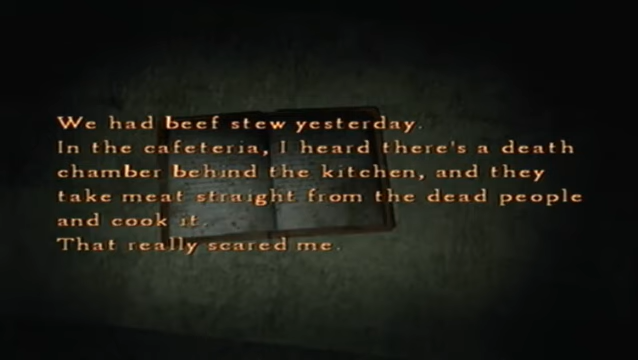 We had beef stew yesterday.
In the cafeteria, I heard there's a death
chamber behind the kitchen, and they
take meat straight from the dead people
and cook it.
That really scared me.